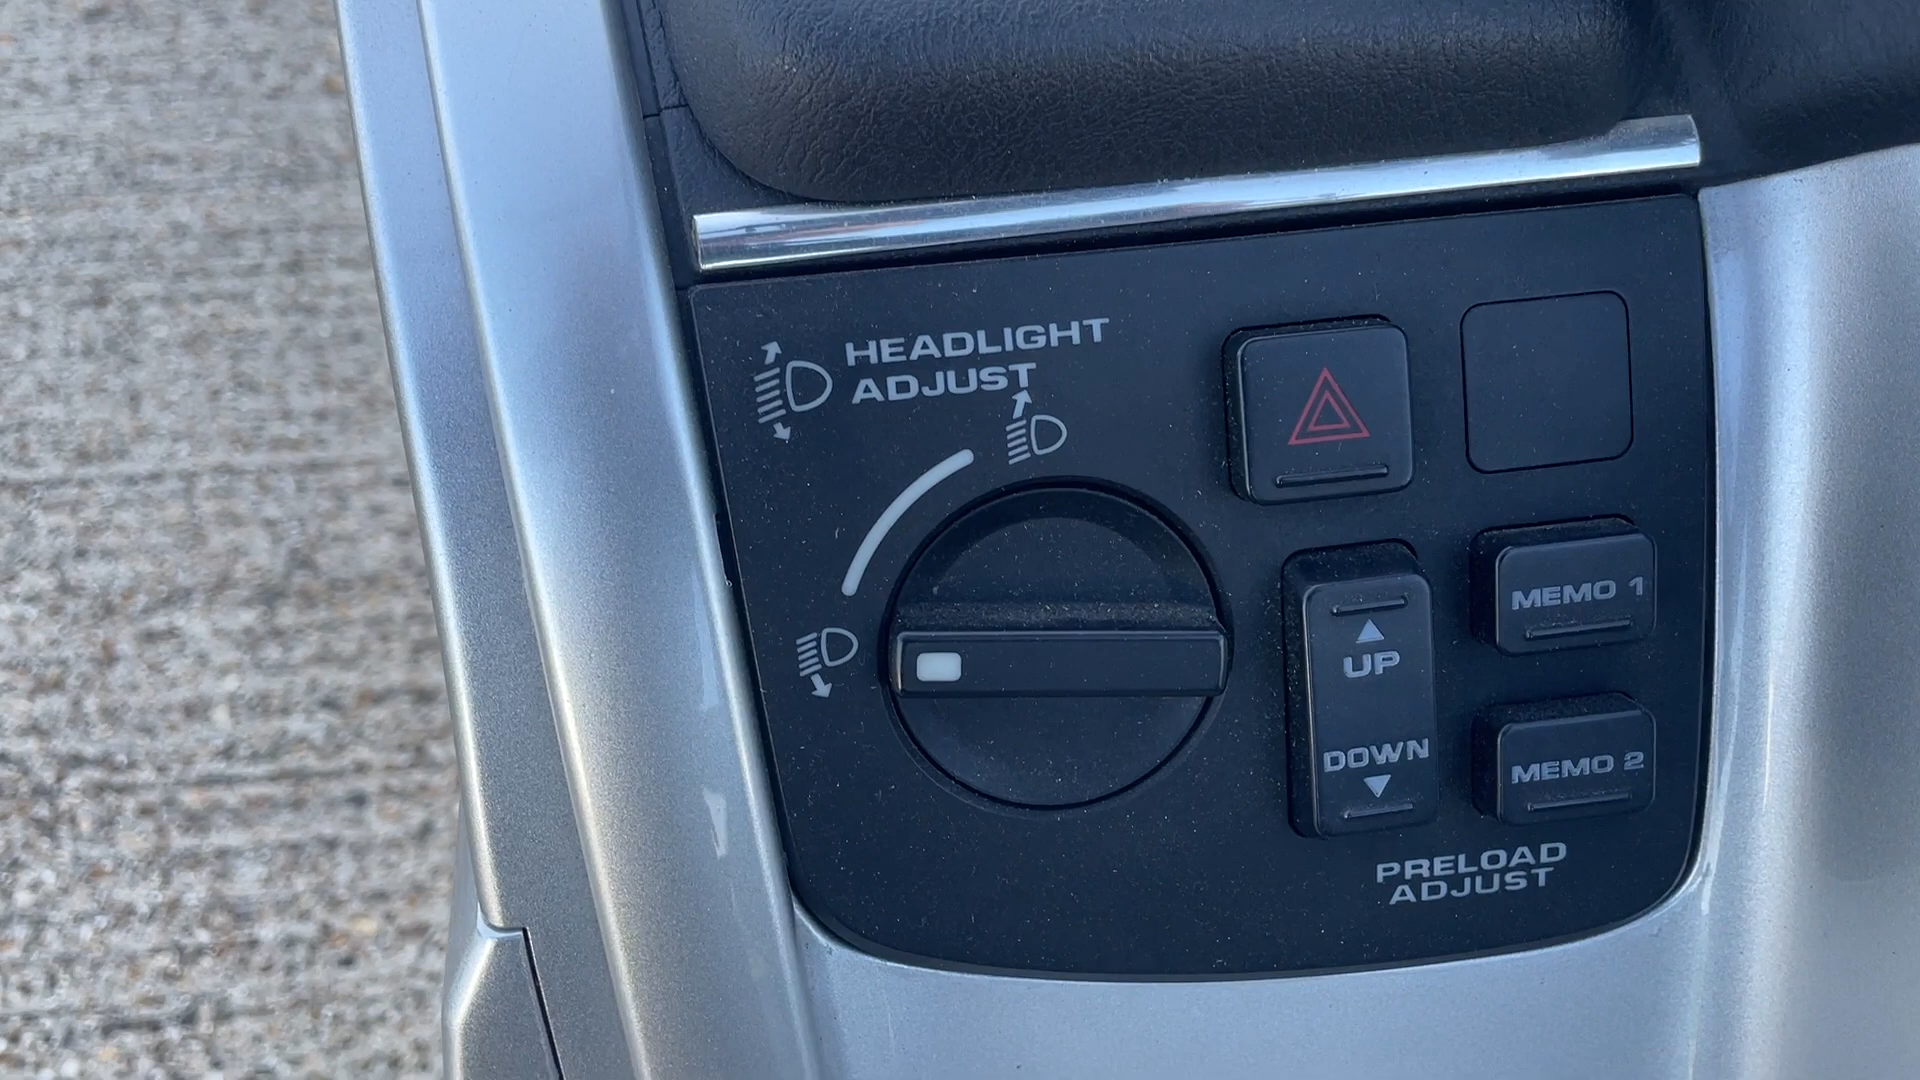 HEADLIGHT
ADJUST
MEMO 1
UP
DOWN
MEMO 2
PRELOAD
ADJUST